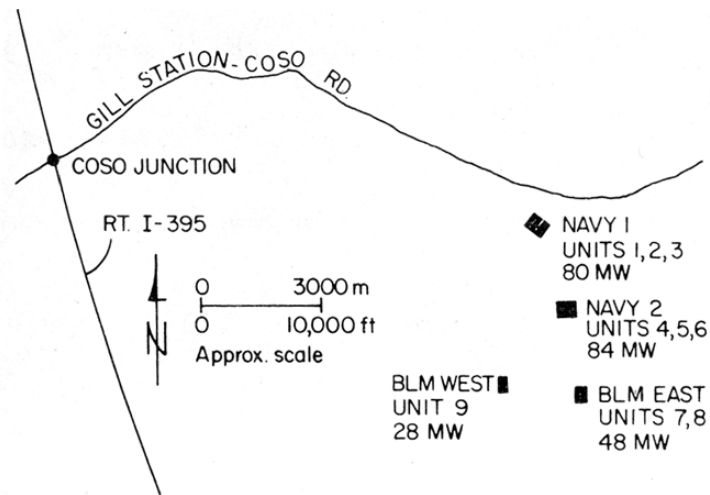 GILL STATION-COSO RD.
COSO JUNCTION
RT. I-395
NAVY I
UNITS 1,2,3
80 MW
0 3000 m
0 10,000 ft
Approx. scale
N
NAVY 2
UNITS 4,5,6
84 MW
BLM WEST
UNIT 9
28 MW
BLM EAST
UNITS 7,8
48 MW